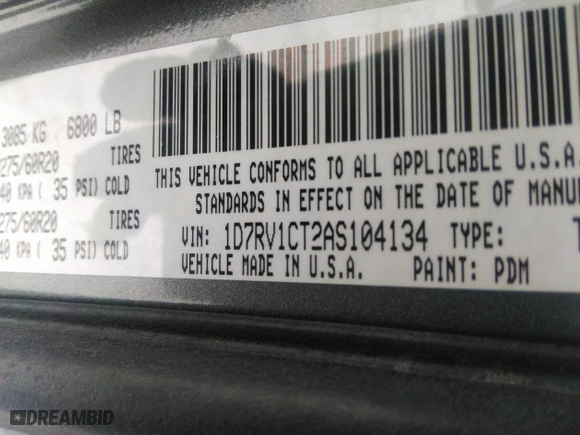 3085 KG 6800 LB
275/60R20 TIRES
40 KPA ( 35 PSI) COLD
275/60R20 TIRES
40 KPA ( 35 PSI) COLD
THIS VEHICLE CONFORMS TO ALL APPLICABLE U.S.A
STANDARDS IN EFFECT ON THE DATE OF MANU
VIN: 1D7RV1CT2AS104134 TYPE: T
VEHICLE MADE IN U.S.A. PAINT: PDM
DREAMBID